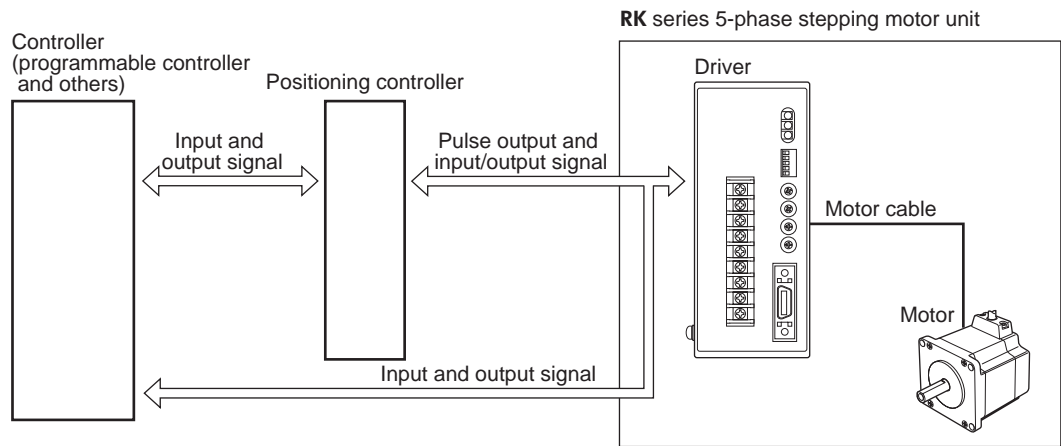 RK series 5-phase stepping motor unit
Controller
(programmable controller
and others)
Positioning controller
Driver
Input and
output signal
Pulse output and
input/output signal
Motor cable
Motor
Input and output signal